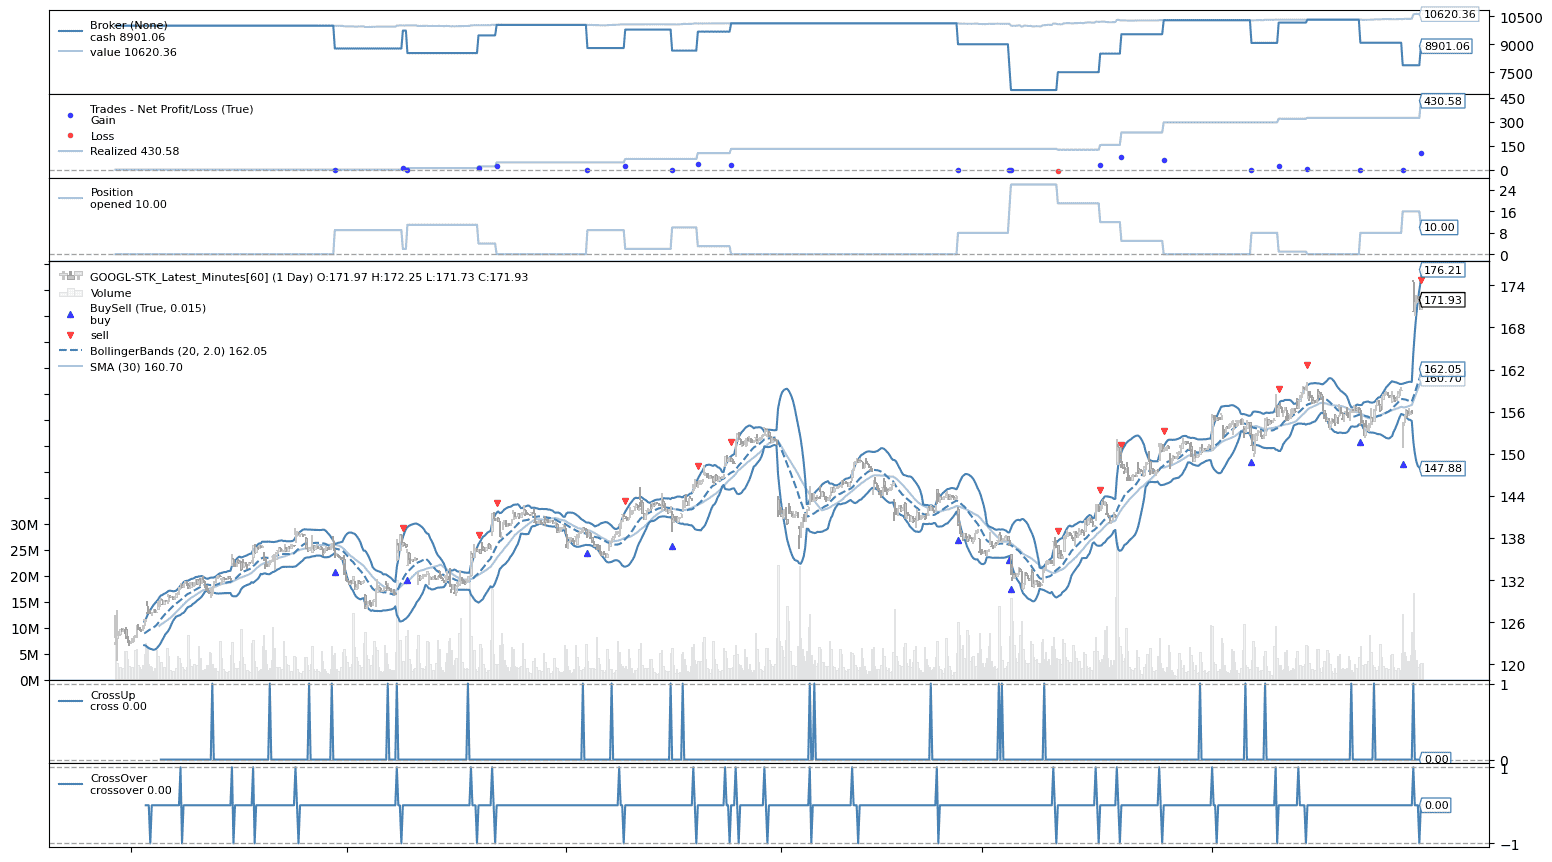 Broker (None)
cash 8901.06
value 10620.36
10620.36
8901.06
10500
9000
7500
Trades - Net Profit/Loss (True)
Gain
Loss
Realized 430.58
430.58
450
300
150
0
Position
opened 10.00
10.00
24
16
8
0
GOOGL-STK_Latest_Minutes[60] (1 Day) O:171.97 H:172.25 L:171.73 C:171.93
Volume
BuySell (True, 0.015)
buy
sell
BollingerBands (20, 2.0) 162.05
SMA (30) 160.70
176.21
171.93
162.05
160.70
147.88
174
168
162
156
150
144
138
132
126
120
30M
25M
20M
15M
10M
5M
0M
CrossUp
cross 0.00
0.00
1
0
CrossOver
crossover 0.00
0.00
1
−1